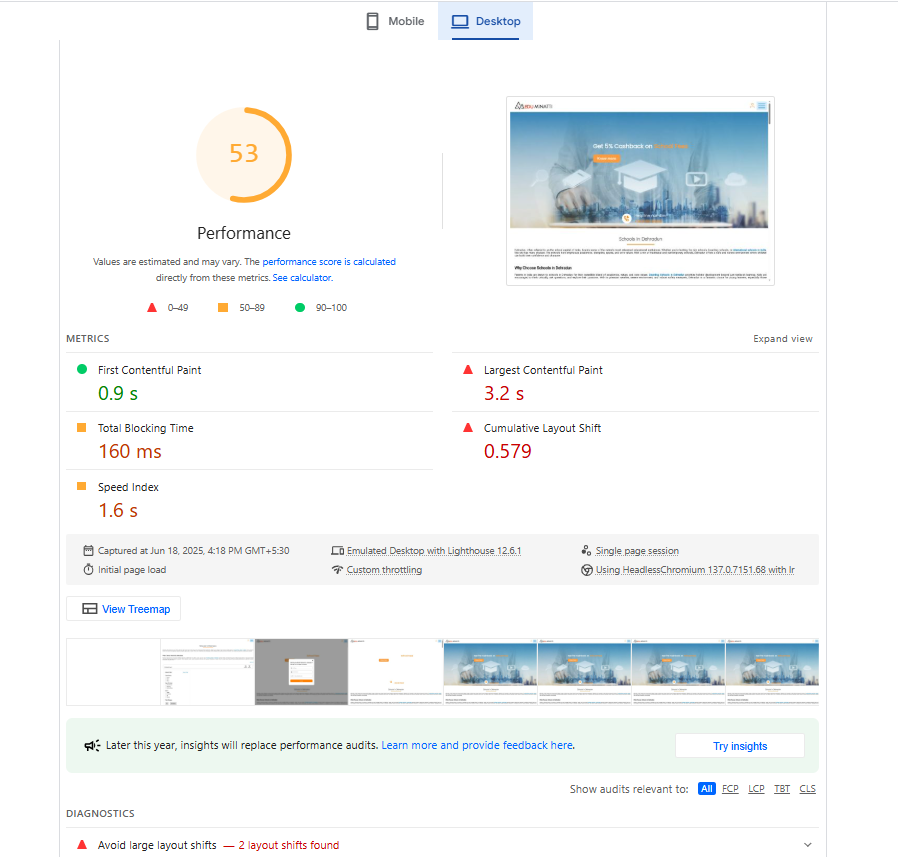 Mobile
Desktop
53
Performance
Values are estimated and may vary. The performance score is calculated
directly from these metrics. See calculator.
0–49
50–89
90–100
Get 5% Cashback on
Schools in Dehradun
Why Choose Schools in Dehradun
METRICS
Expand view
First Contentful Paint
0.9 s
Largest Contentful Paint
3.2 s
Total Blocking Time
160 ms
Cumulative Layout Shift
0.579
Speed Index
1.6 s
Captured at Jun 18, 2025, 4:18 PM GMT+5:30
Emulated Desktop with Lighthouse 12.6.1
Single page session
Initial page load
Custom throttling
Using HeadlessChromium 137.0.7151.68 with lr
View Treemap
Later this year, insights will replace performance audits. Learn more and provide feedback here.
Try insights
Show audits relevant to: All FCP LCP TBT CLS
DIAGNOSTICS
Avoid large layout shifts — 2 layout shifts found